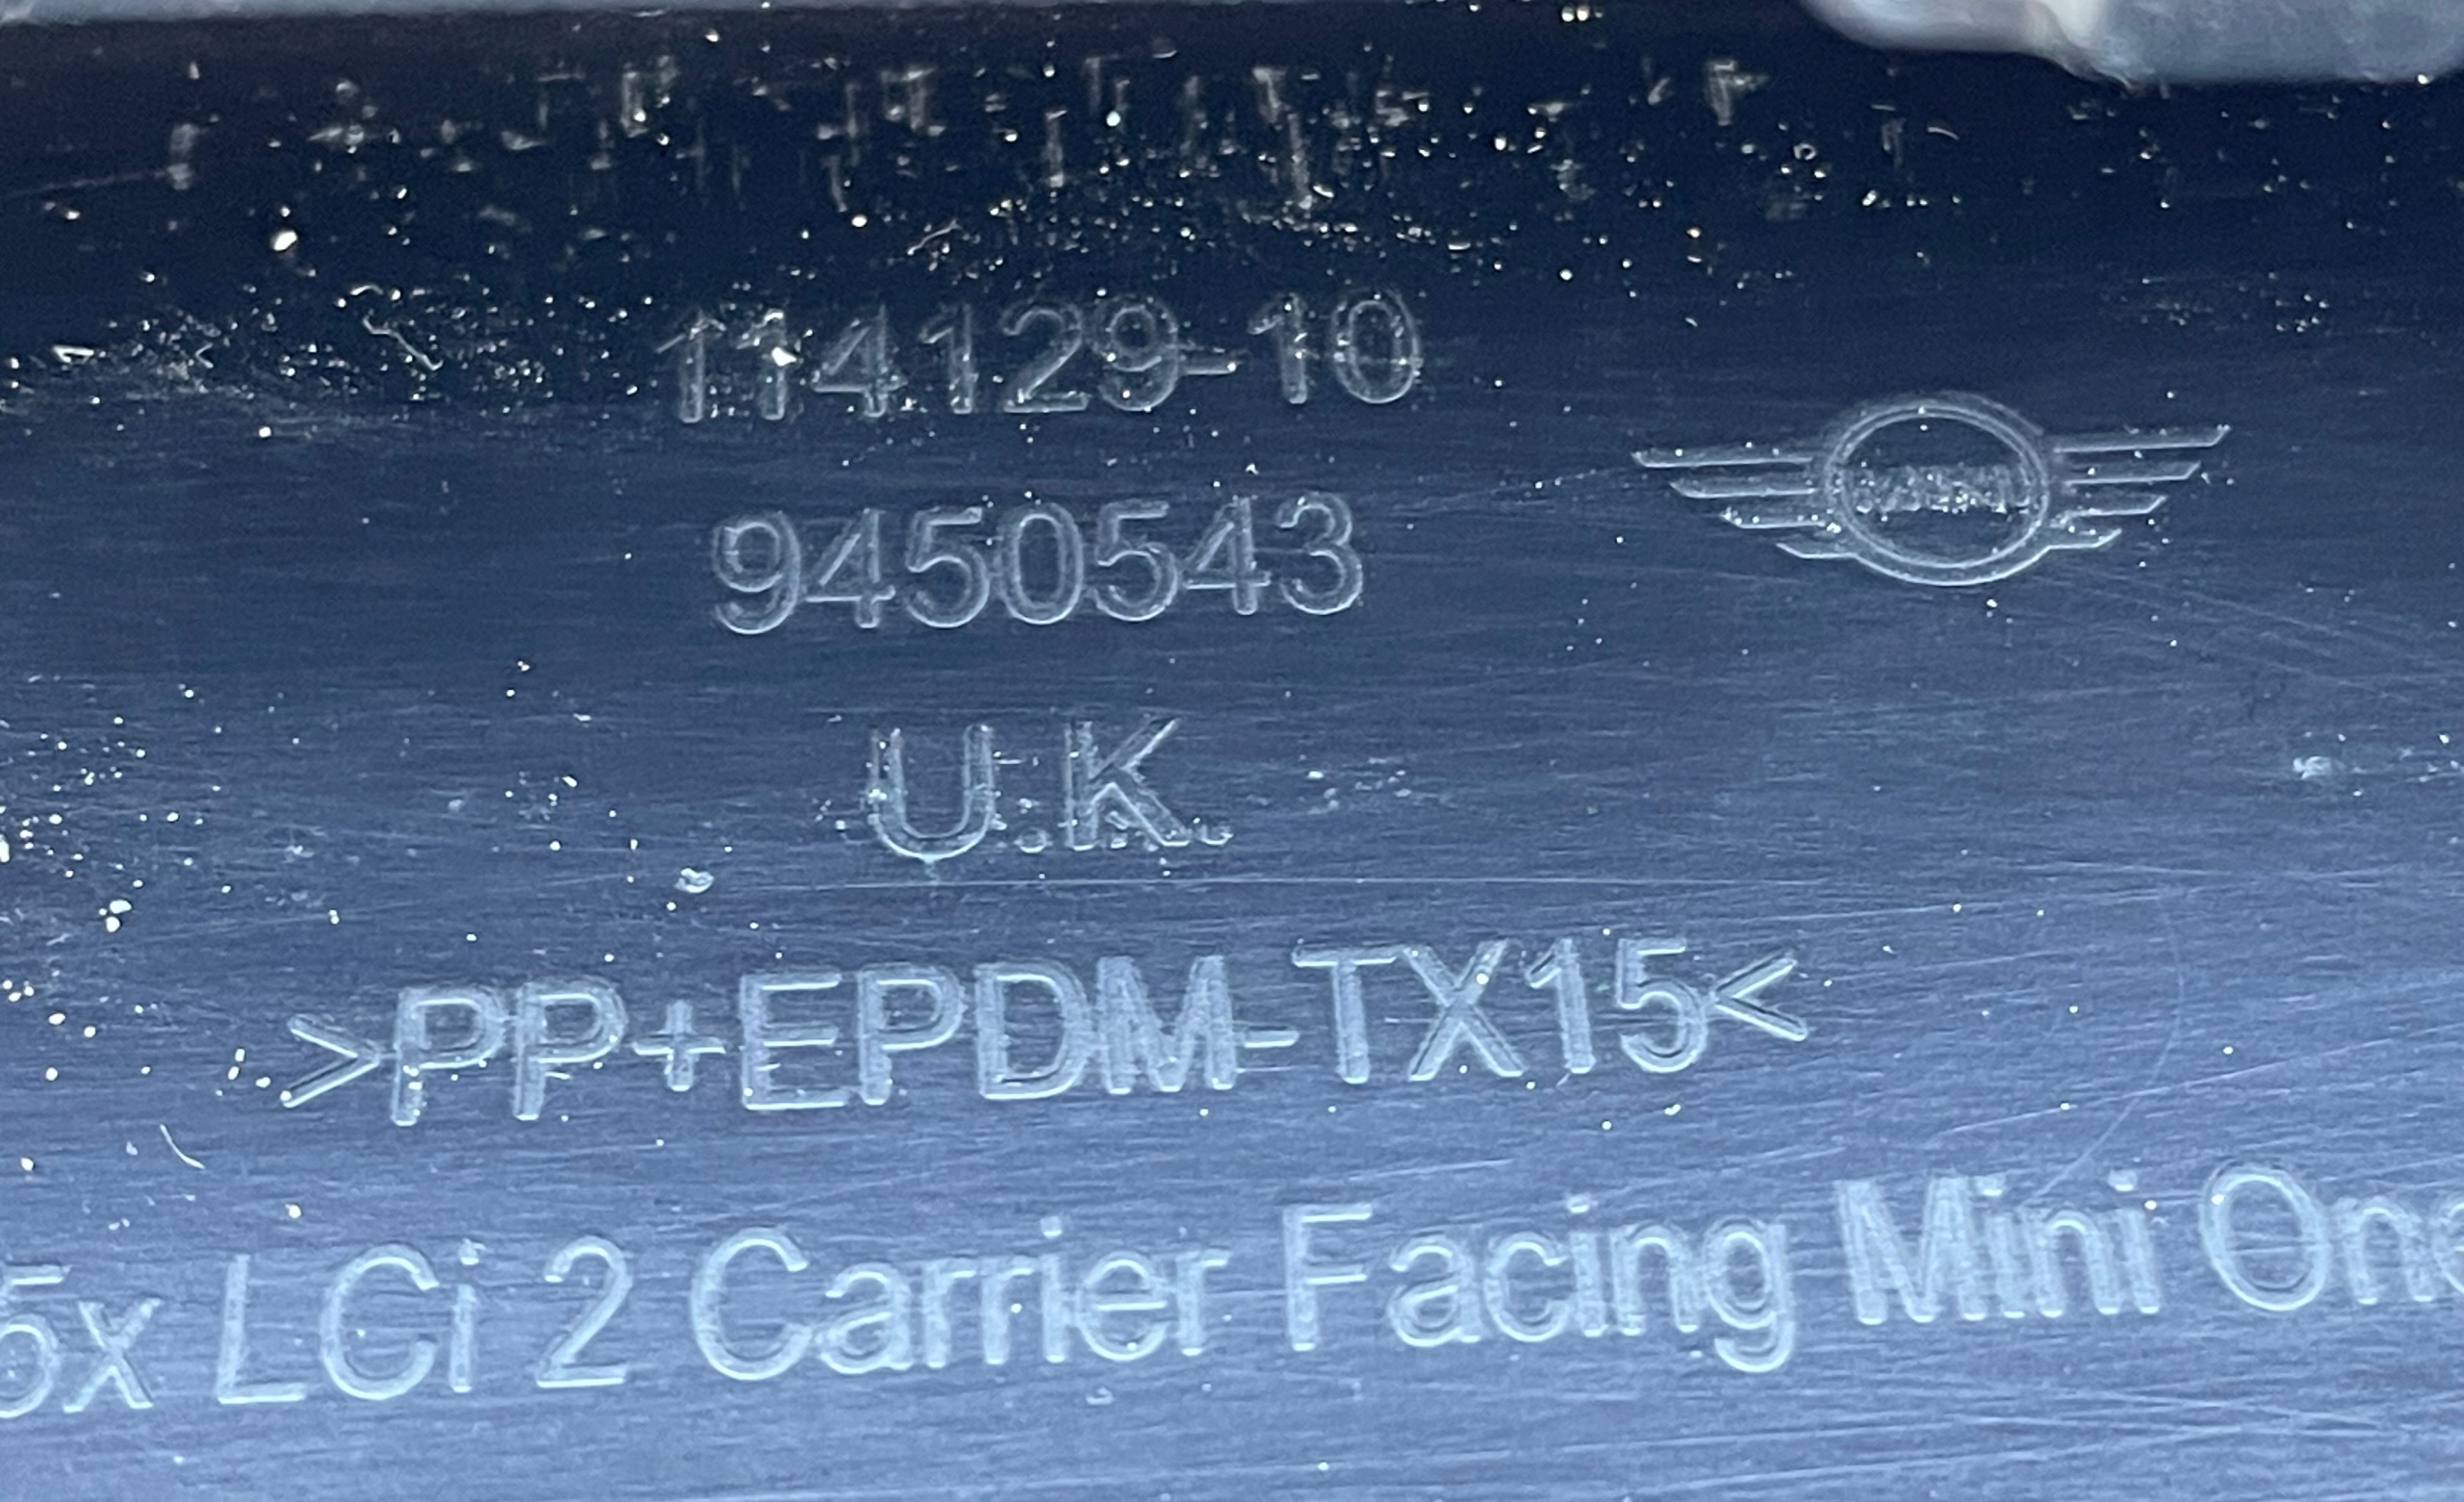 114129-10
9450543
U.K.
>PP+EPDM-TX15<
5x LCi 2 Carrier Facing Mini One